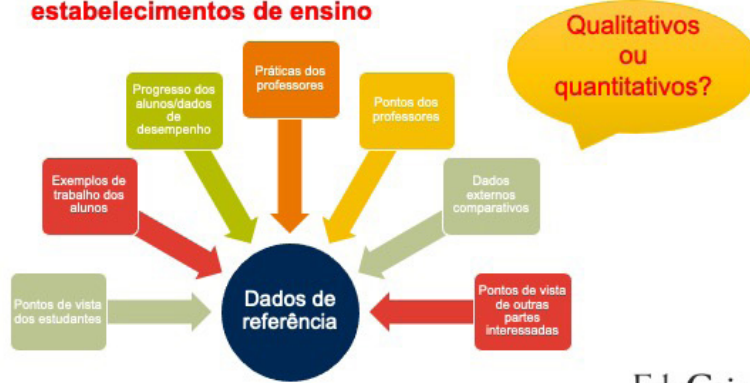 estabelecimentos de ensino
Qualitativos
ou
quantitativos?
Práticas dos
professores
Progresso dos
alunos/dados
de
desempenho
Pontos dos
professores
Exemplos de
trabalho dos
alunos
Dados
externos
comparativos
Pontos de vista
dos estudantes
Dados de
referência
Pontos de vista
de outras
partes
interessadas